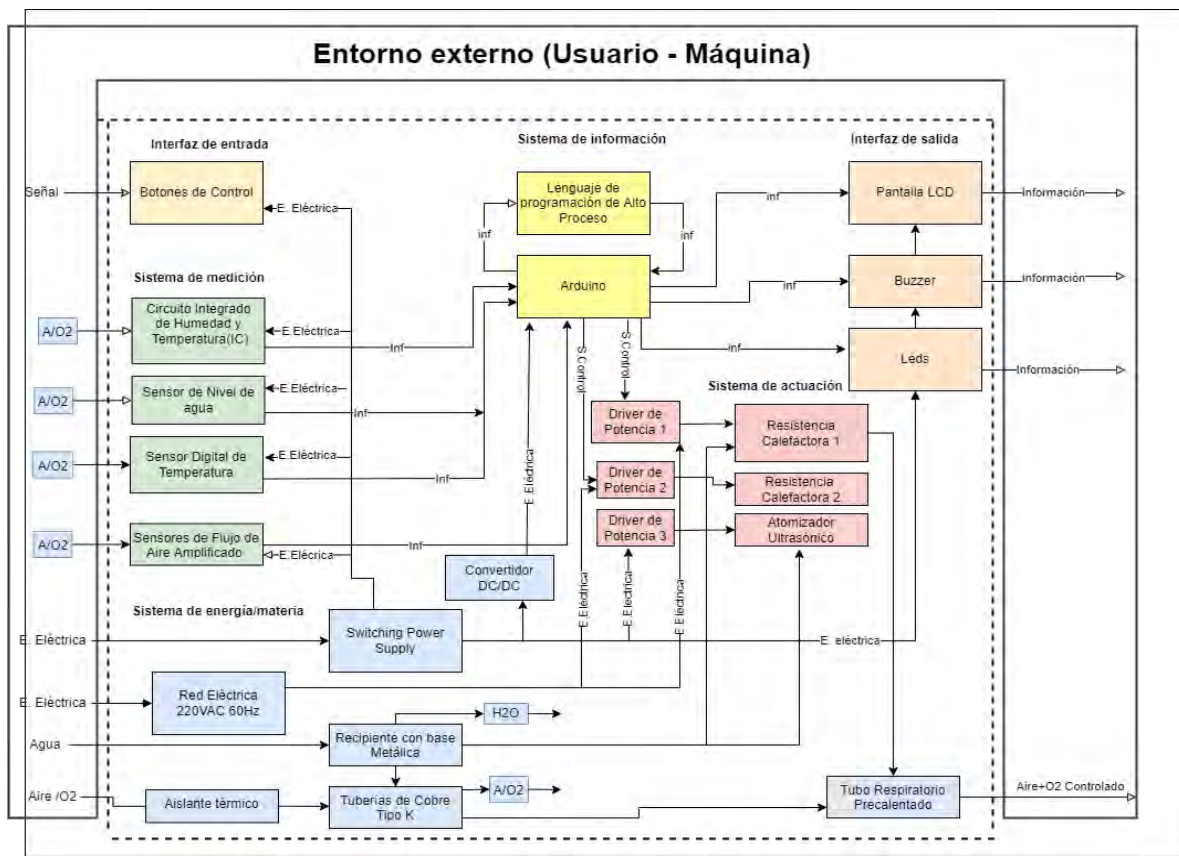 Entorno externo (Usuario - Máquina)
Interfaz de entrada
Sistema de información
Interfaz de salida
Señal
Botones de Control
E. Eléctrica
Lenguaje de
programación de Alto
Proceso
inf
inf
Arduino
inf
Pantalla LCD
Información
inf
Buzzer
Información
inf
Leds
Información
Sistema de medición
A/O2
Circuito Integrado
de Humedad y
Temperatura(IC)
E.Eléctrica
Inf
A/O2
Sensor de Nivel de
agua
E.Eléctrica
Inf
A/O2
Sensor Digital de
Temperatura
E.Eléctrica
Inf
A/O2
Sensores de Flujo de
Aire Amplificado
E.Eléctrica
Inf
S.Control
S.Control
Sistema de actuación
Driver de
Potencia 1
Resistencia
Calefactora 1
Driver de
Potencia 2
Resistencia
Calefactora 2
Driver de
Potencia 3
Atomizador
Ultrasónico
E.Eléctrica
Convertidor
DC/DC
E.Eléctrica
E.Eléctrica
E.Eléctrica
Sistema de energía/materia
E. Eléctrica
Switching Power
Supply
E. eléctrica
E. Eléctrica
Red Eléctrica
220VAC 60Hz
H2O
Agua
Recipiente con base
Metálica
A/O2
Aire /O2
Aislante térmico
Tuberías de Cobre
Tipo K
Tubo Respiratorio
Precalentado
Aire+O2 Controlado